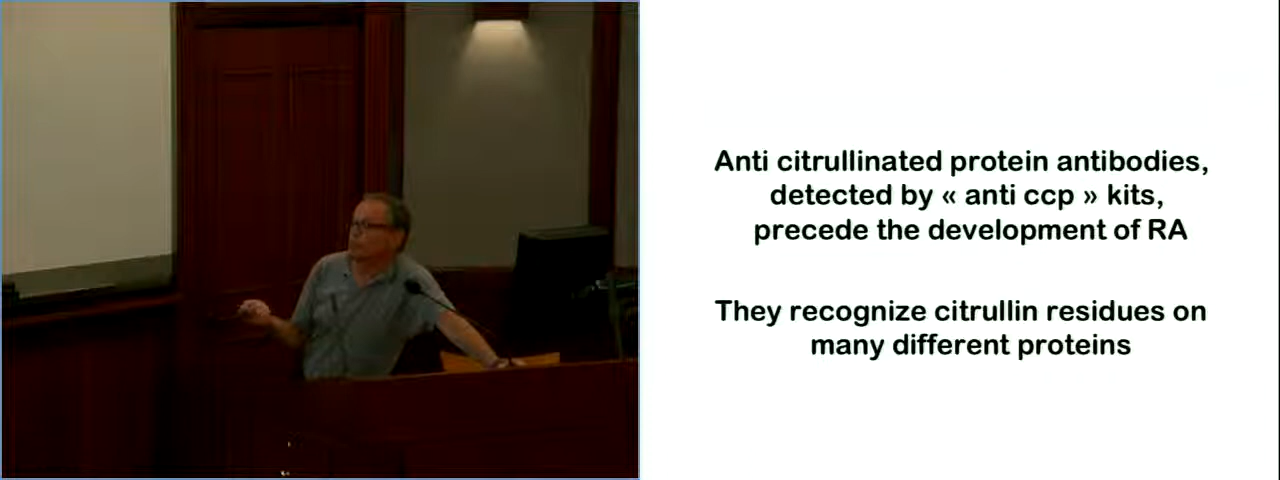 Anti citrullinated protein antibodies,
detected by « anti ccp » kits,
precede the development of RA
They recognize citrullin residues on
many different proteins